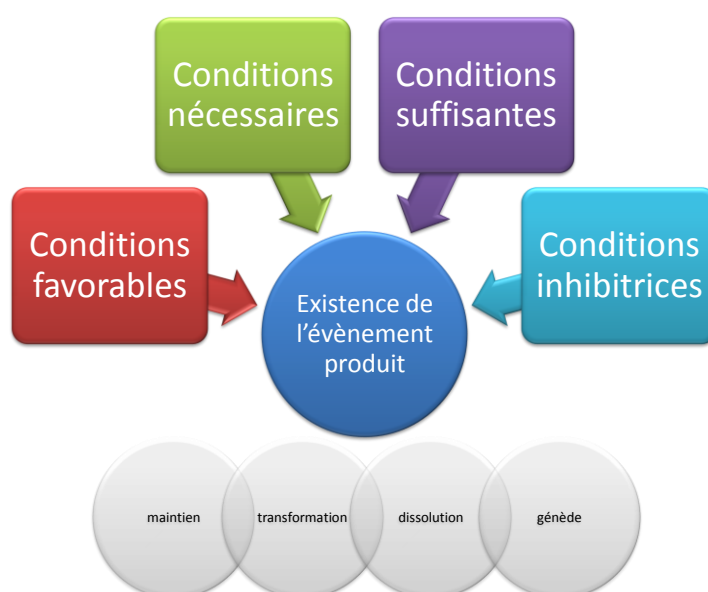 Conditions
nécessaires
Conditions
suffisantes
Conditions
favorables
Conditions
inhibitrices
Existence de
l'évènement
produit
maintien
transformation
dissolution
génède